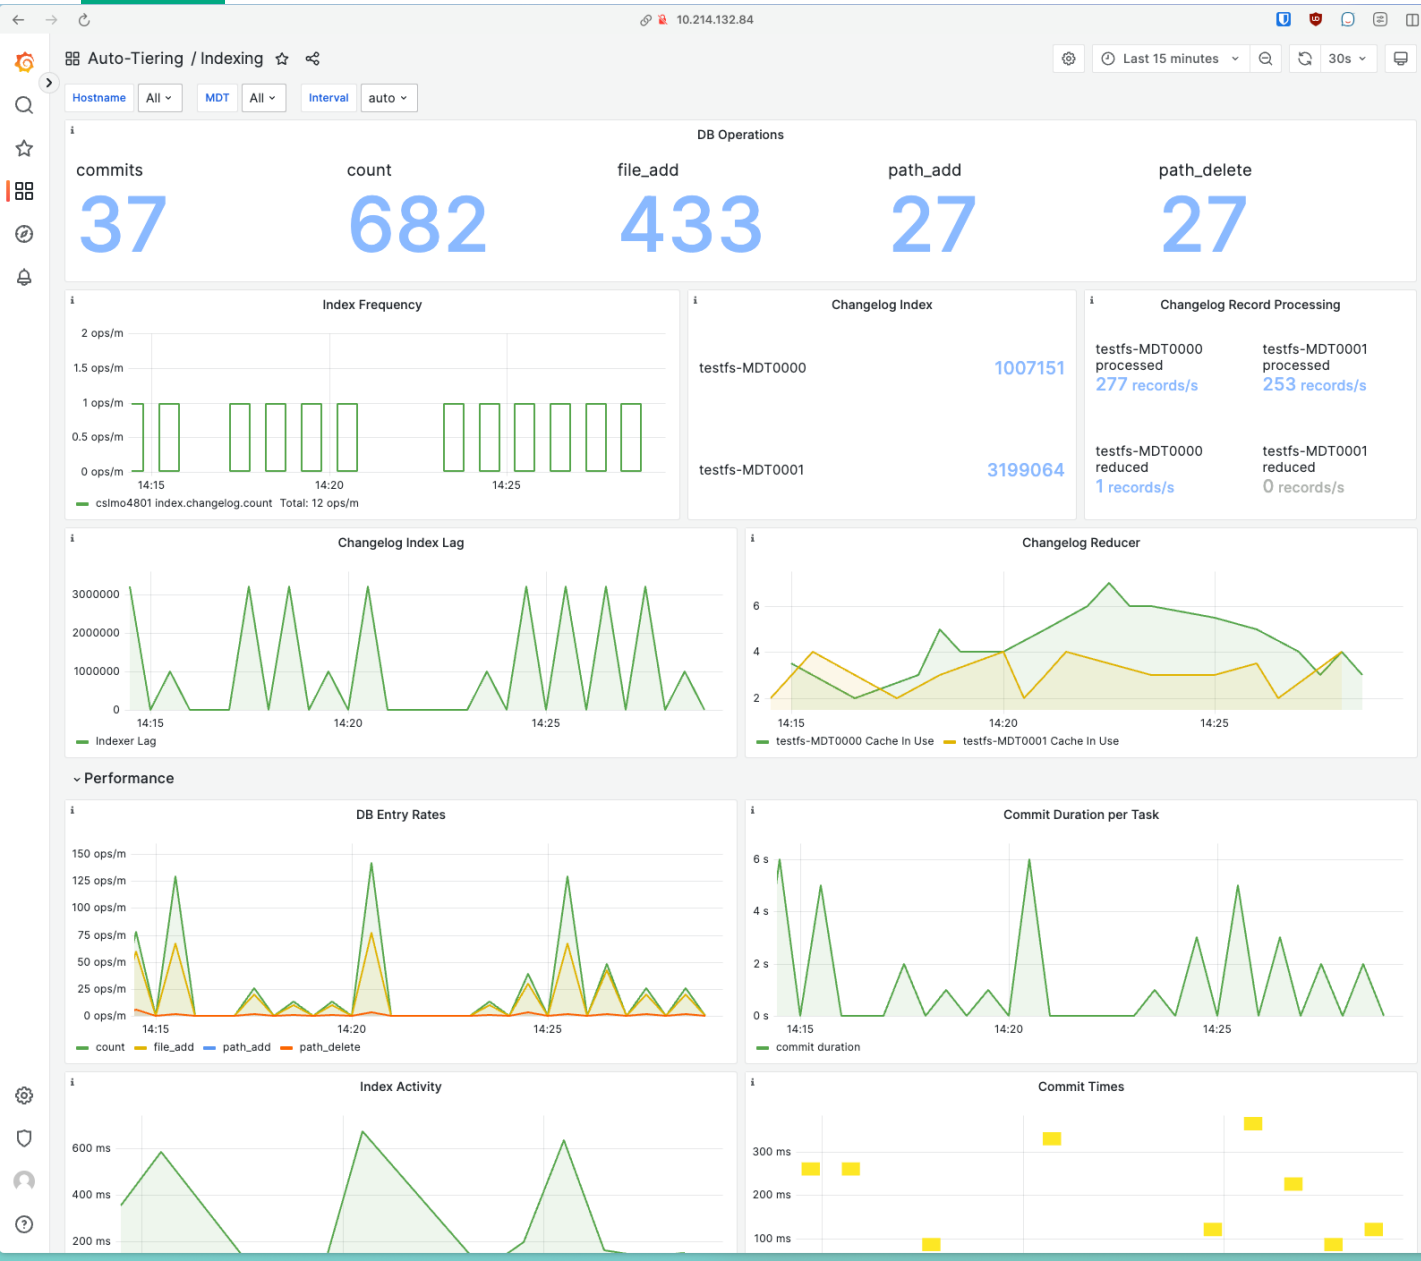 10.214.132.84
Auto-Tiering / Indexing
Last 15 minutes
30s
Hostname All MDT All Interval auto
DB Operations
commits count file_add path_add path_delete
37 682 433 27 27
Index Frequency
2 ops/m
1.5 ops/m
1 ops/m
0.5 ops/m
0 ops/m
14:15 14:20 14:25
cslmo4801 index.changelog.count Total: 12 ops/m
Changelog Index
testfs-MDT0000 1007151
testfs-MDT0001 3199064
Changelog Record Processing
testfs-MDT0000 processed
277 records/s
testfs-MDT0001 processed
253 records/s
testfs-MDT0000 reduced
1 records/s
testfs-MDT0001 reduced
0 records/s
Changelog Index Lag
3000000
2000000
1000000
0
14:15 14:20 14:25
Indexer Lag
Changelog Reducer
6
4
2
14:15 14:20 14:25
testfs-MDT0000 Cache In Use testfs-MDT0001 Cache In Use
Performance
DB Entry Rates
150 ops/m
125 ops/m
100 ops/m
75 ops/m
50 ops/m
25 ops/m
0 ops/m
14:15 14:20 14:25
count file_add path_add path_delete
Commit Duration per Task
6 s
4 s
2 s
0 s
14:15 14:20 14:25
commit duration
Index Activity
600 ms
400 ms
200 ms
Commit Times
300 ms
200 ms
100 ms